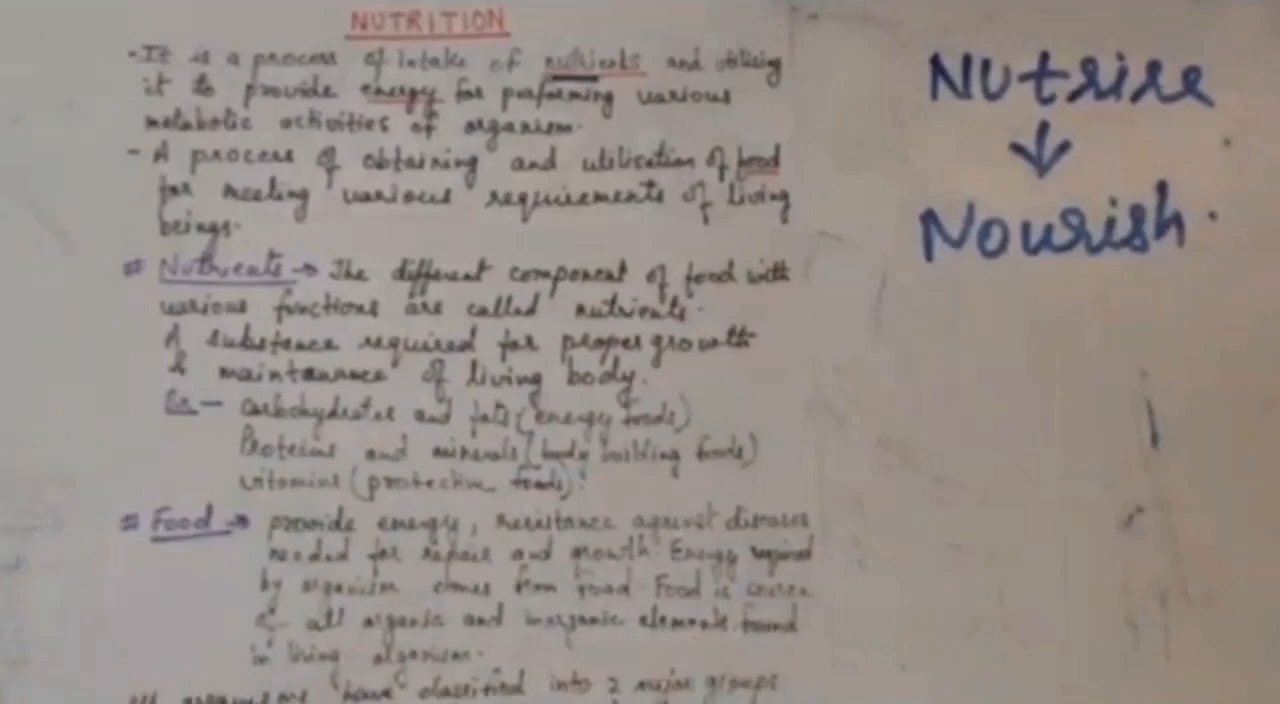 NUTRITION
- It is a process of intake of nutrients and utilising
it to provide energy for performing various
metabolic activities of organism.
- A process of obtaining and utilisation of food
for meeting various requirements of living
beings.
Nutrients → The different component of food with
various functions are called nutrients.
A substance required for proper growth
& maintanance of living body.
Ex — carbohydrates and fats (energy foods)
Proteins and minerals (body building foods)
vitamins (protective foods).
Food → provide energy, resistance against diseases
needed for repair and growth. Energy required
by organism comes from food. Food is source
of all organic and inorganic elements found
in living organism.
All organisms have classified into 2 major groups
Nutrire
↓
Nourish.